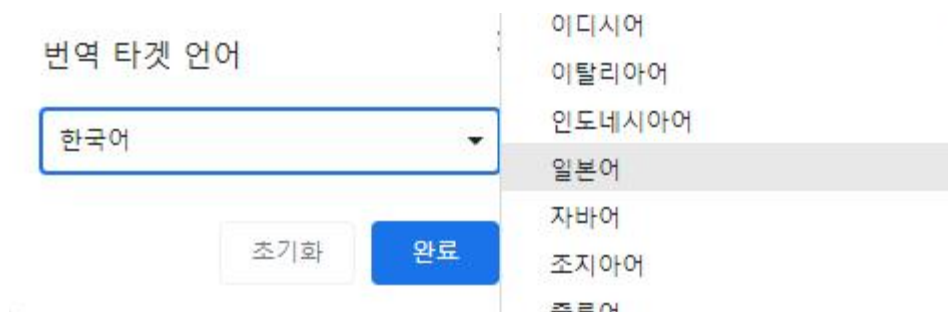 번역 타겟 언어
한국어
초기화
완료
이디시어
이탈리아어
인도네시아어
일본어
자바어
조지아어